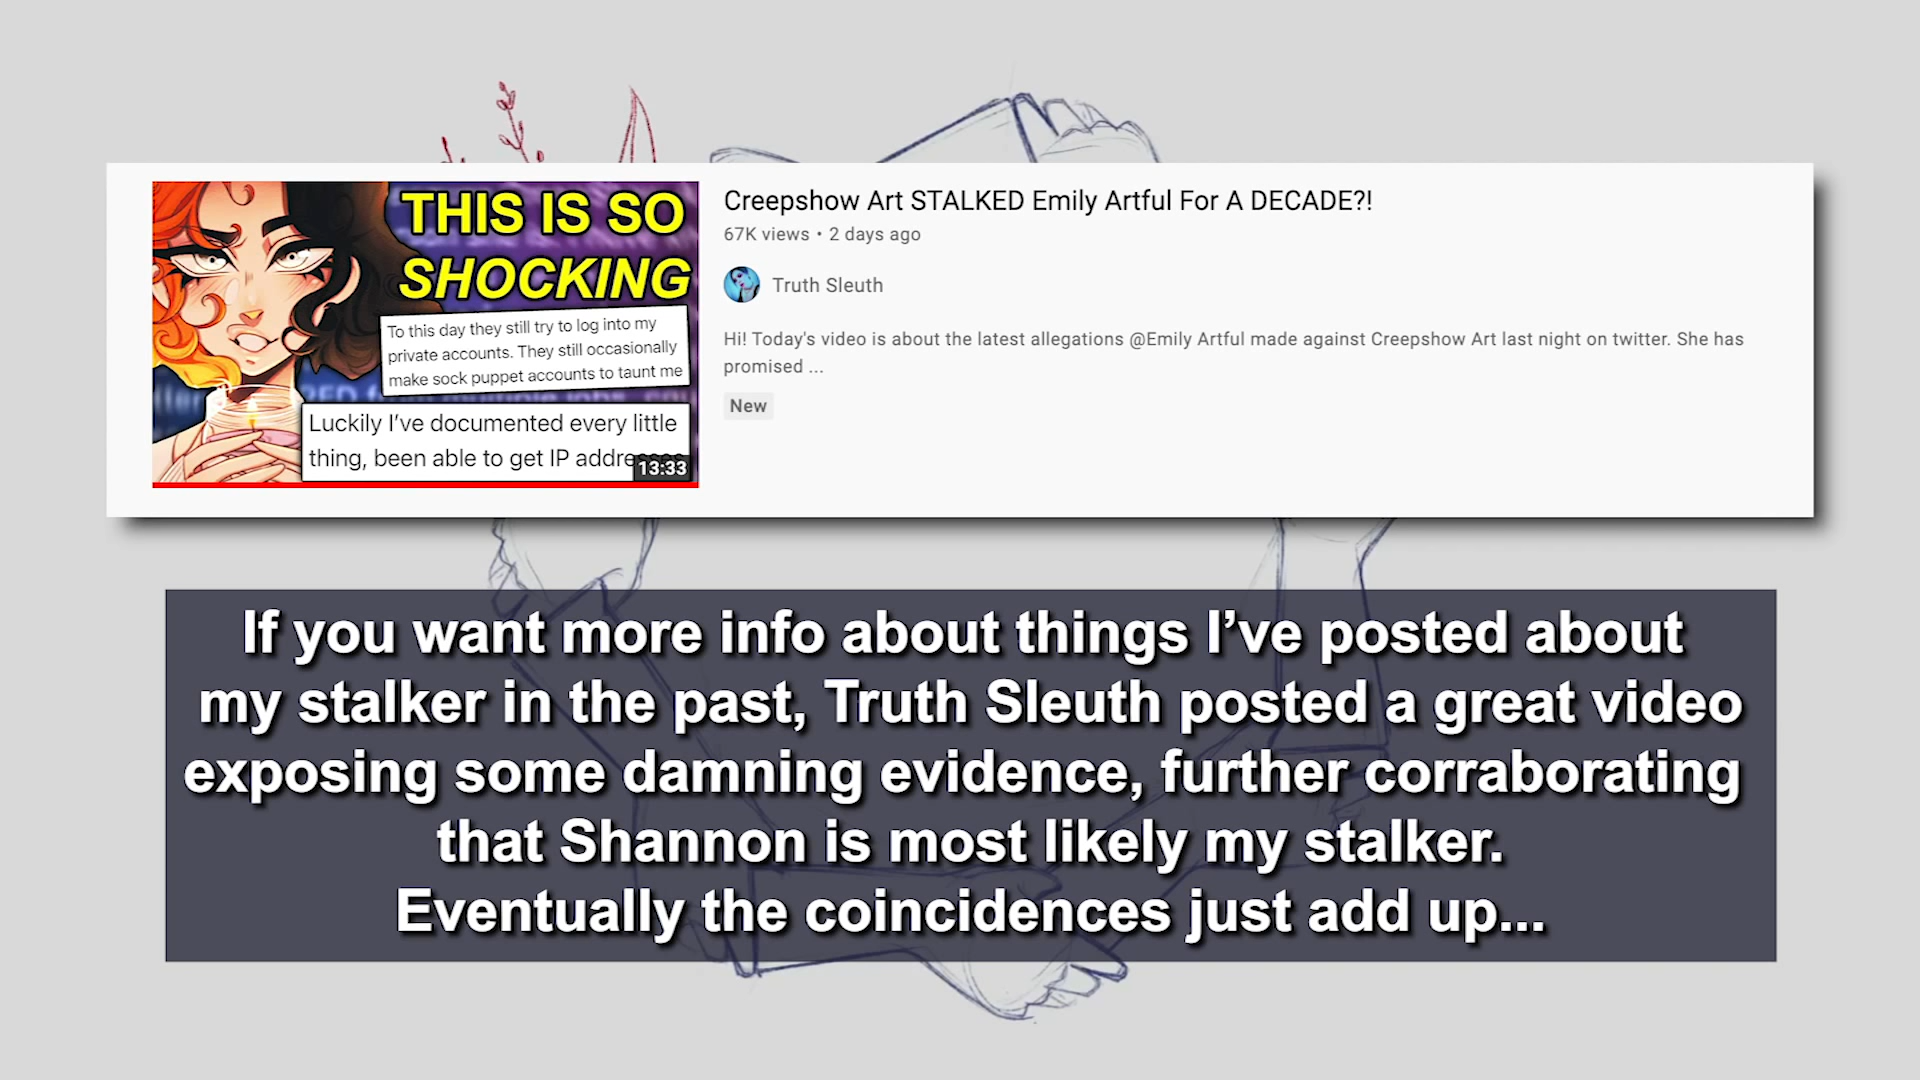 THIS IS SO
SHOCKING
To this day they still try to log into my
private accounts. They still occasionally
make sock puppet accounts to taunt me
Luckily I've documented every little
thing, been able to get IP
13:33
Creepshow Art STALKED Emily Artful For A DECADE?!
67K views • 2 days ago
Truth Sleuth
Hi! Today's video is about the latest allegations @Emily Artful made against Creepshow Art last night on twitter. She has
promised ...
New
If you want more info about things I've posted about
my stalker in the past, Truth Sleuth posted a great video
exposing some damning evidence, further corraborating
that Shannon is most likely my stalker.
Eventually the coincidences just add up...